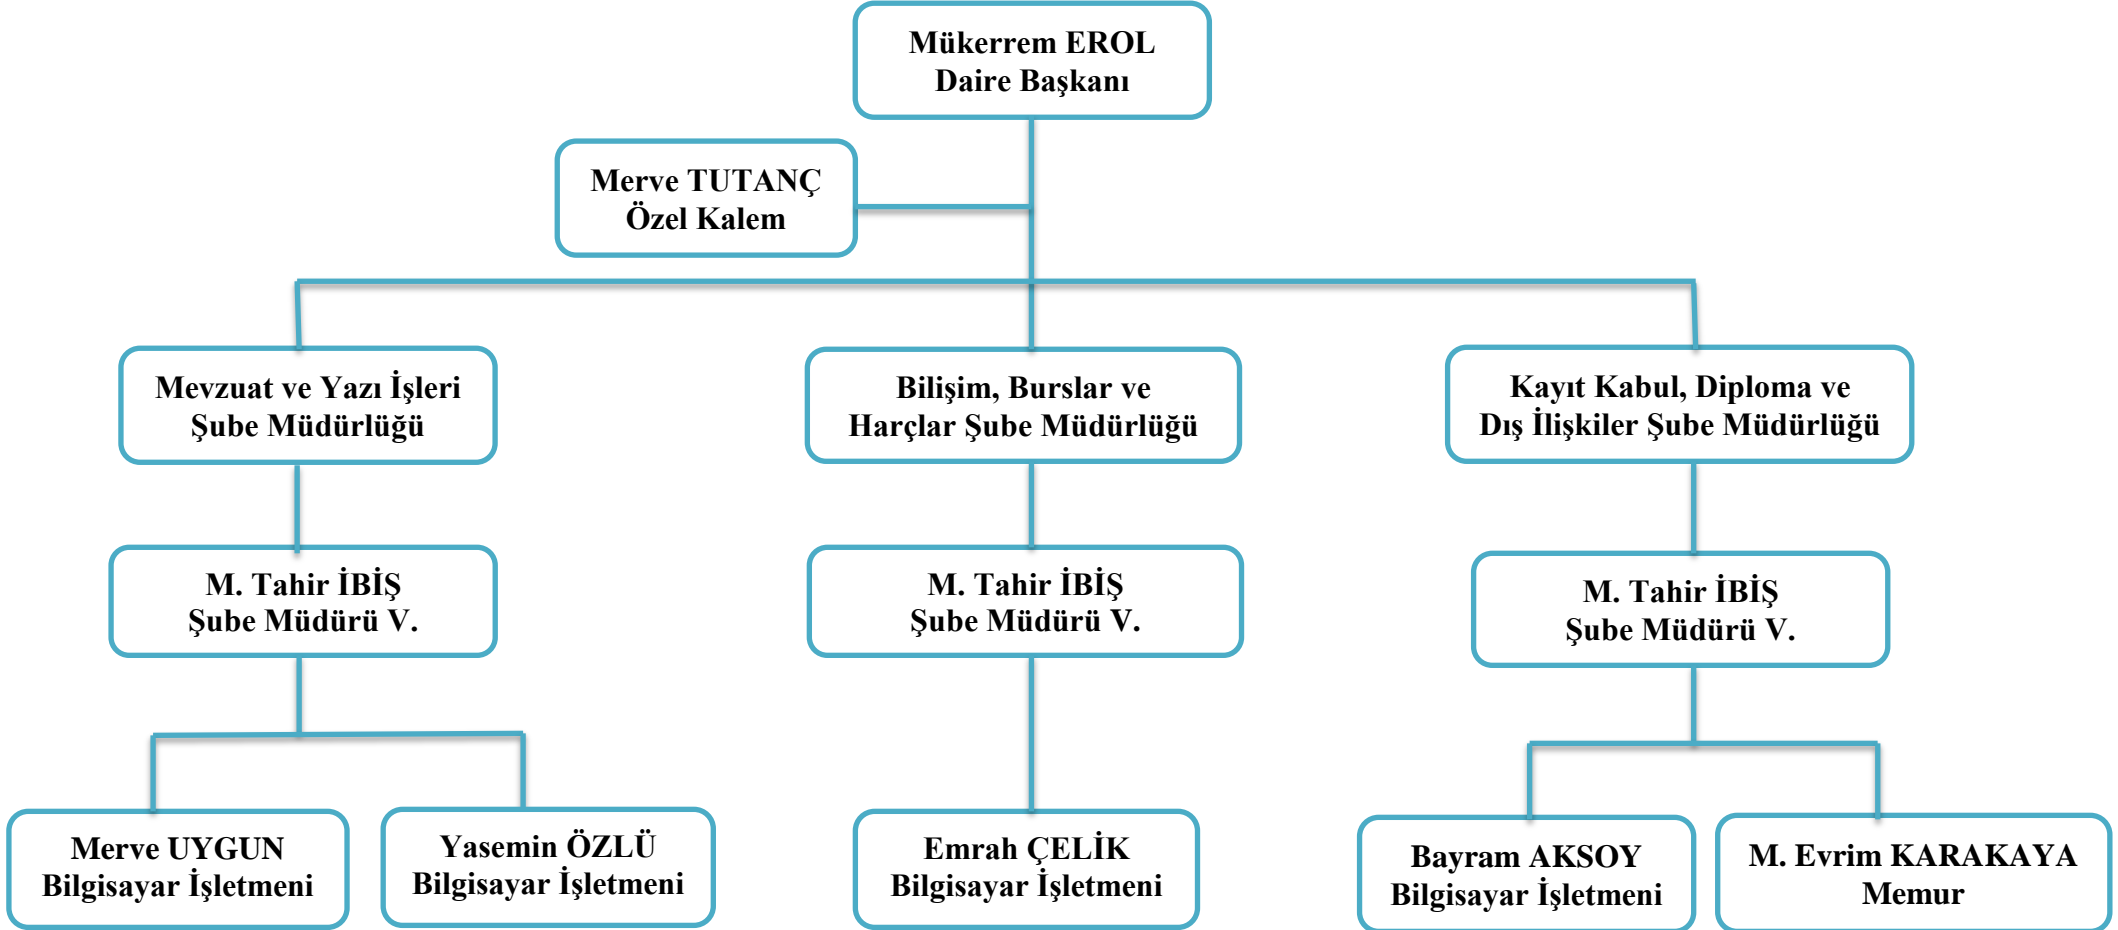 Mükerrem EROL
Daire Başkanı
Merve TUTANÇ
Özel Kalem
Mevzuat ve Yazı İşleri
Şube Müdürlüğü
Bilişim, Burslar ve
Harçlar Şube Müdürlüğü
Kayıt Kabul, Diploma ve
Dış İlişkiler Şube Müdürlüğü
M. Tahir İBİŞ
Şube Müdürü V.
M. Tahir İBİŞ
Şube Müdürü V.
M. Tahir İBİŞ
Şube Müdürü V.
Merve UYGUN
Bilgisayar İşletmeni
Yasemin ÖZLÜ
Bilgisayar İşletmeni
Emrah ÇELİK
Bilgisayar İşletmeni
Bayram AKSOY
Bilgisayar İşletmeni
M. Evrim KARAKAYA
Memur